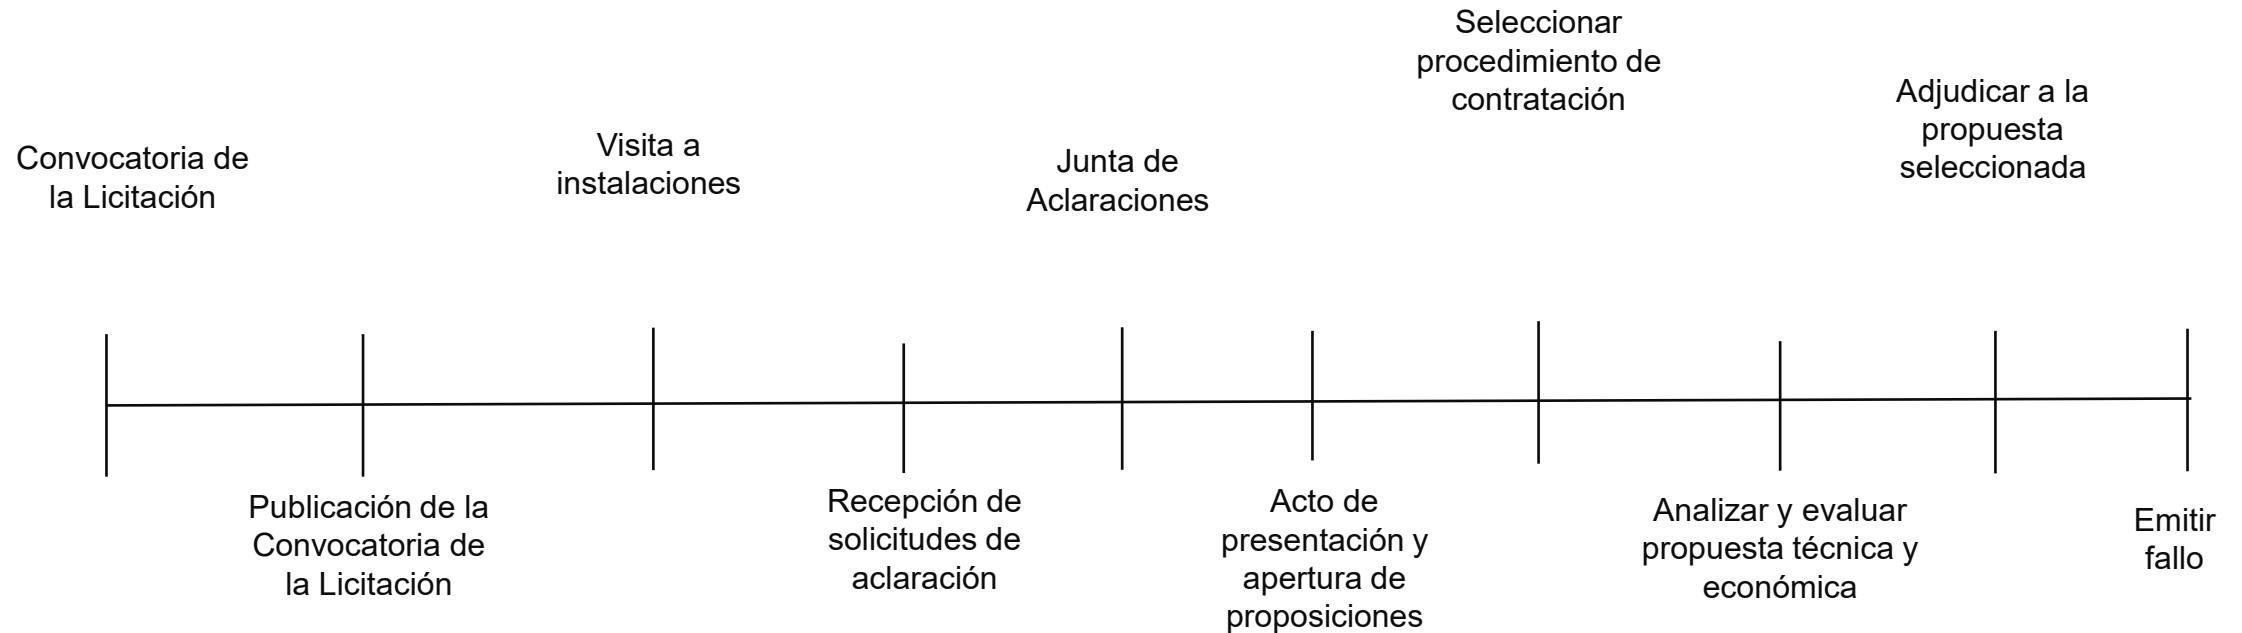 Convocatoria de
la Licitación
Publicación de la
Convocatoria de
la Licitación
Visita a
instalaciones
Recepción de
solicitudes de
aclaración
Junta de
Aclaraciones
Acto de
presentación y
apertura de
proposiciones
Seleccionar
procedimiento de
contratación
Analizar y evaluar
propuesta técnica y
económica
Adjudicar a la
propuesta
seleccionada
Emitir
fallo